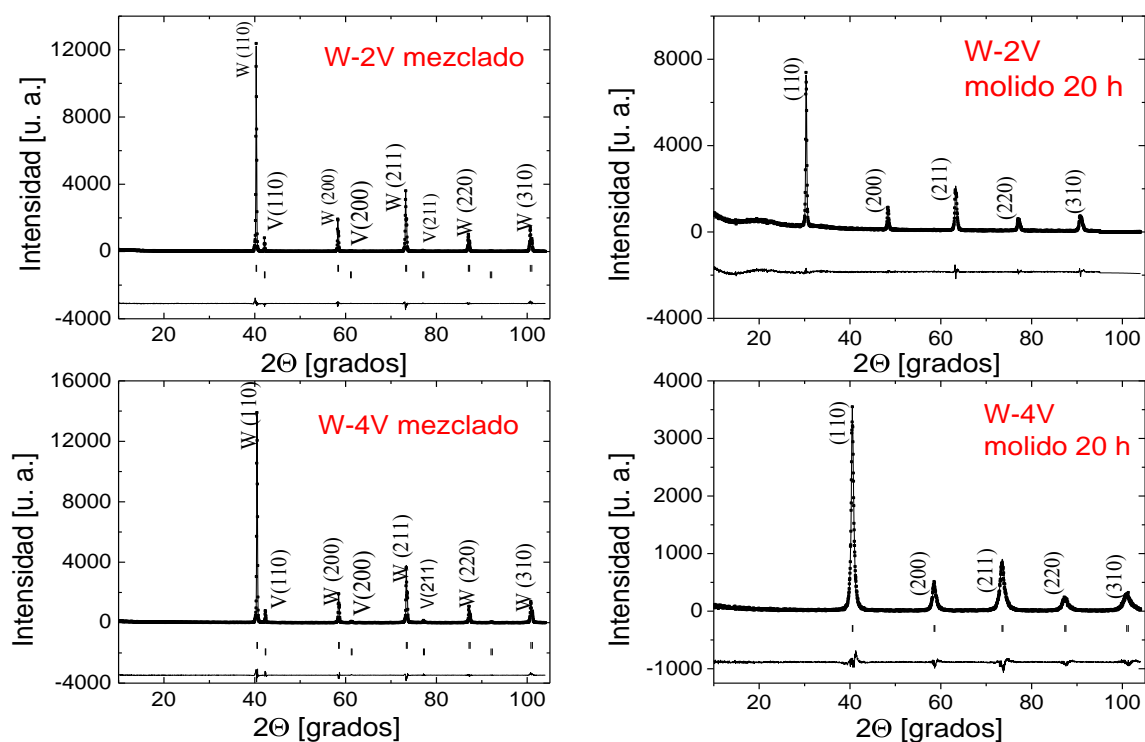 12000
8000
4000
0
-4000
Intensidad [u. a.]
W-2V mezclado
W (110)
V(110)
W (200)
V(200)
W (211)
V(211)
W (220)
W (310)
20
40
60
80
100
2Θ [grados]
8000
4000
0
-4000
Intensidad [u. a.]
W-2V
molido 20 h
(110)
(200)
(211)
(220)
(310)
20
40
60
80
100
2Θ [grados]
16000
12000
8000
4000
0
-4000
Intensidad [u. a.]
W-4V mezclado
W (110)
V(110)
W (200)
V(200)
W (211)
V(211)
W (220)
W (310)
20
40
60
80
100
2Θ [grados]
4000
3000
2000
1000
0
-1000
Intensidad [u. a.]
W-4V
molido 20 h
(110)
(200)
(211)
(220)
(310)
20
40
60
80
100
2Θ [grados]